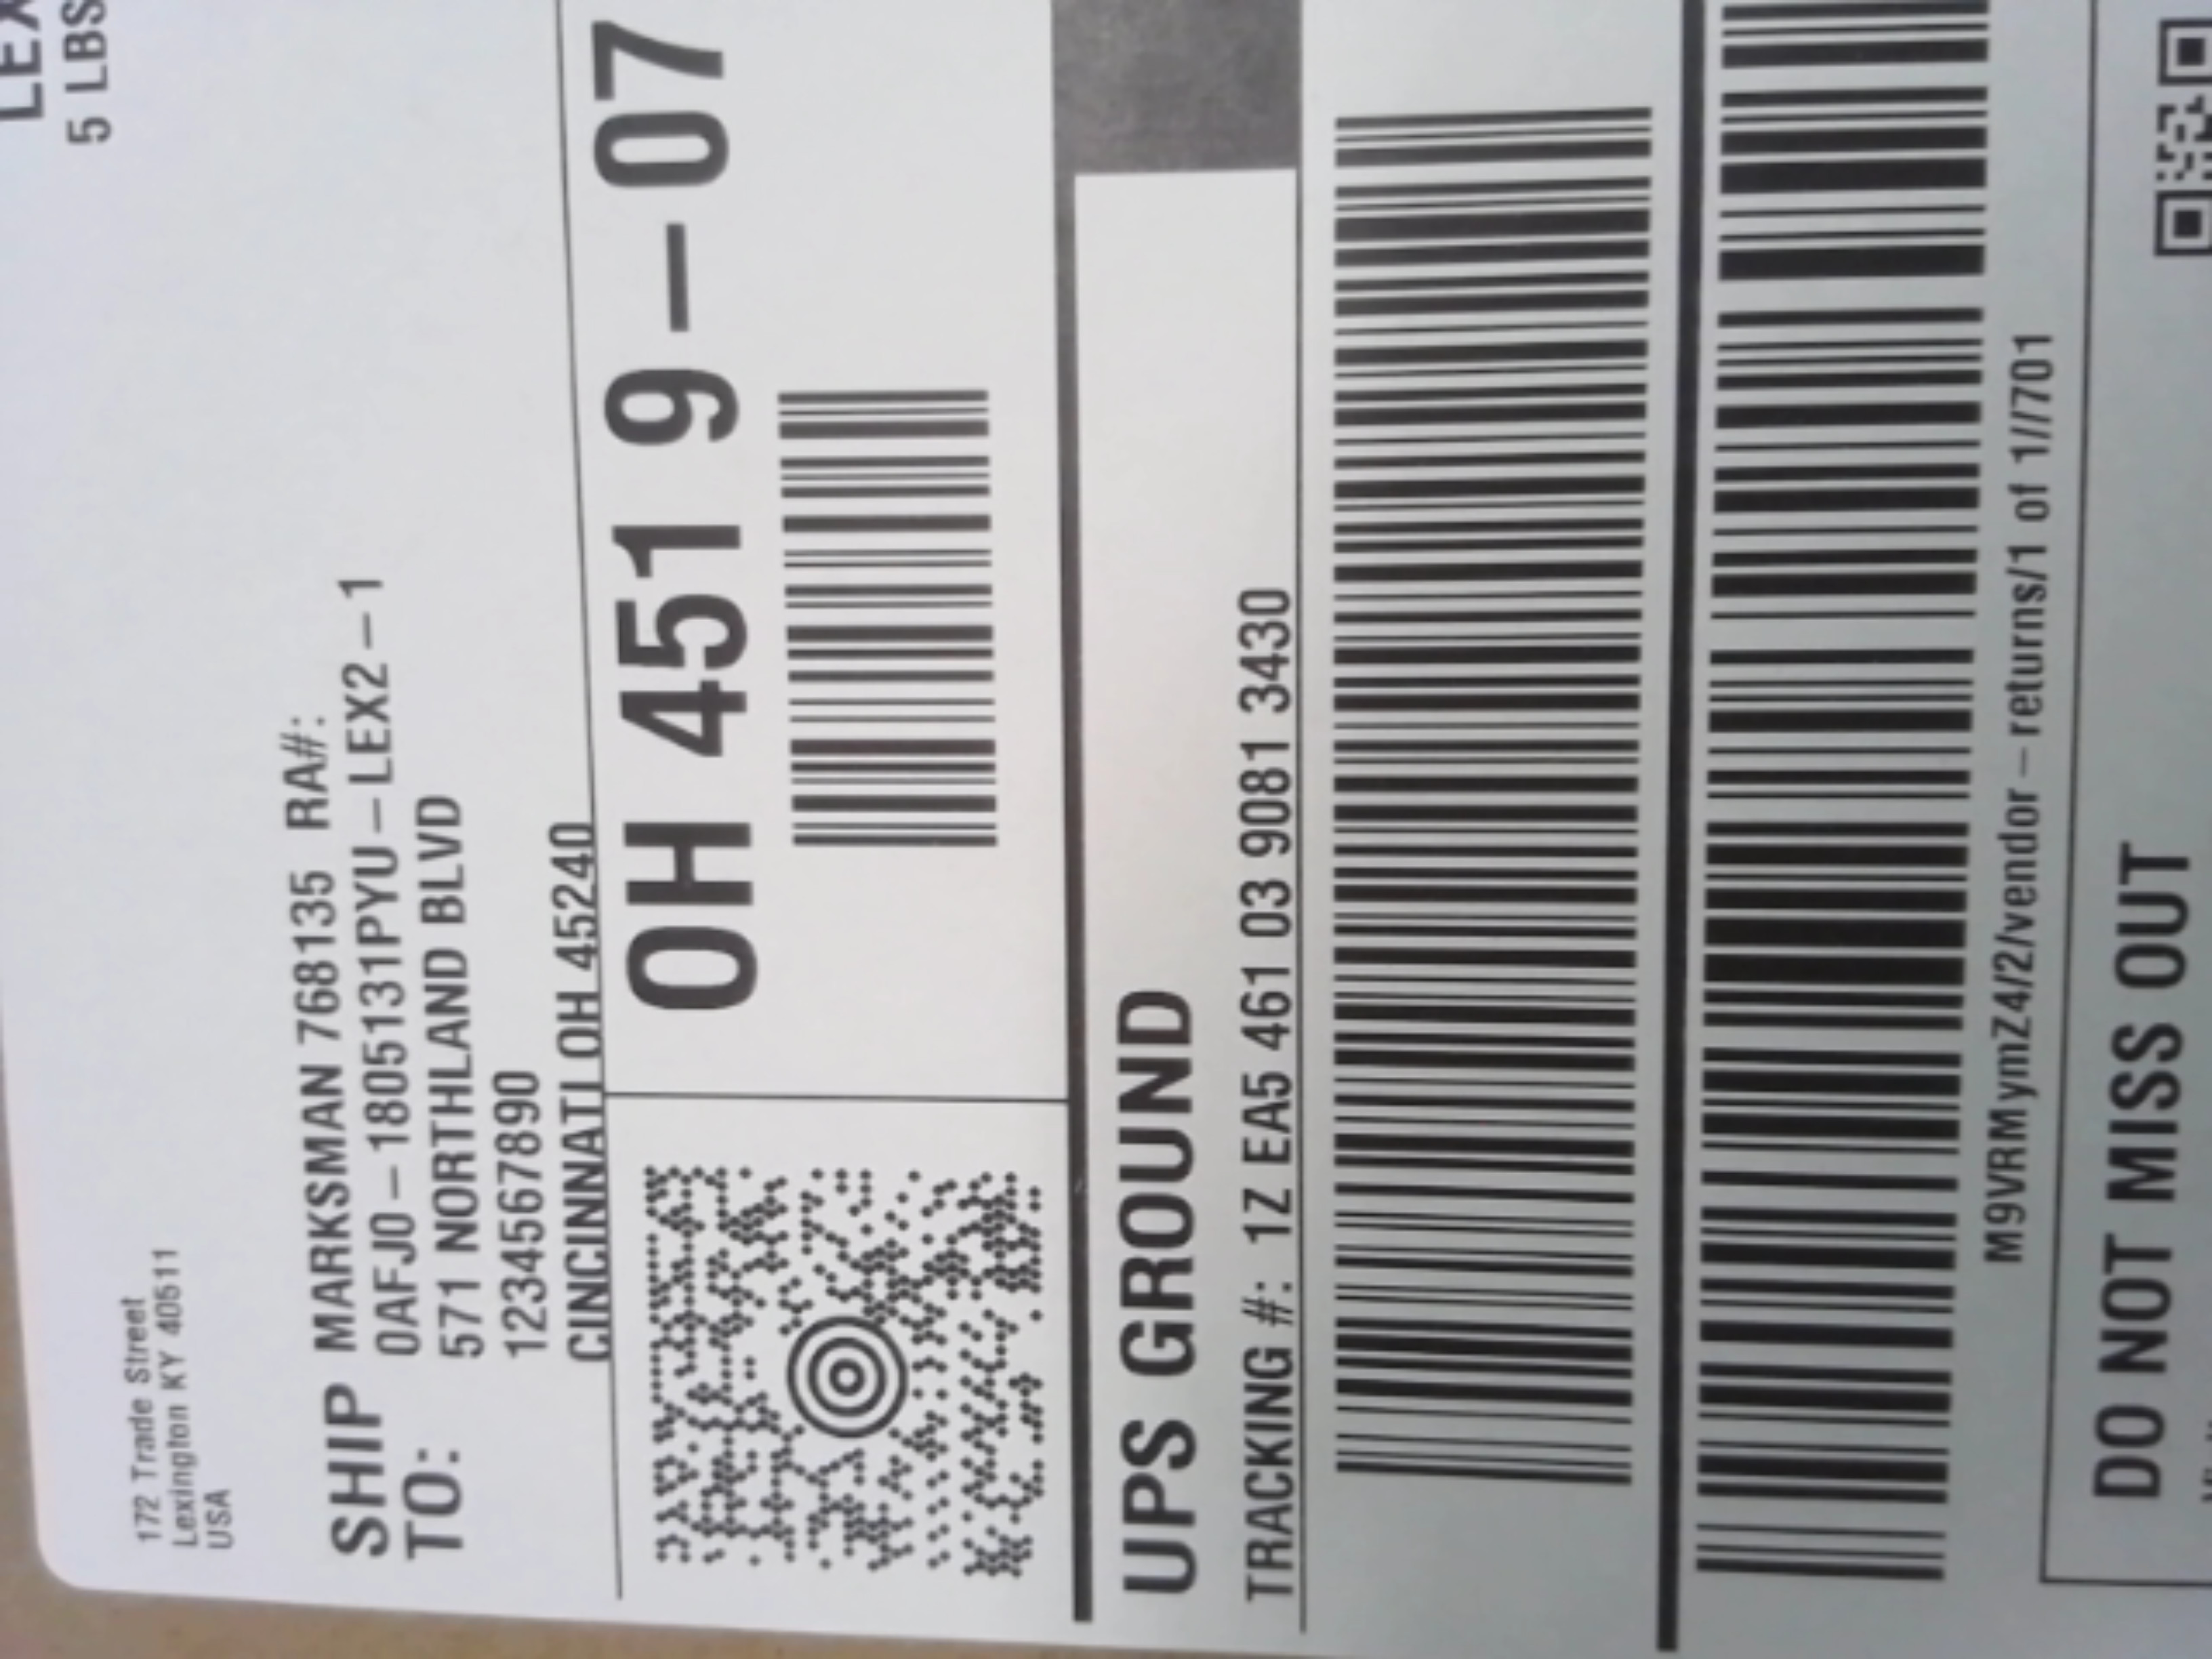 LEX
5 LBS
172 Trade Street
Lexington KY 40511
USA
SHIP TO:
MARKSMAN 768135 RA#:
0AFJ0-1805131PYU-LEX2-1
571 NORTHLAND BLVD
1234567890
CINCINNATI OH 45240
OH 451 9-07
UPS GROUND
TRACKING #: 1Z EA5 461 03 9081 3430
M9VRMymZ4/2/vendor-returns/1 of 1//701
DO NOT MISS OUT